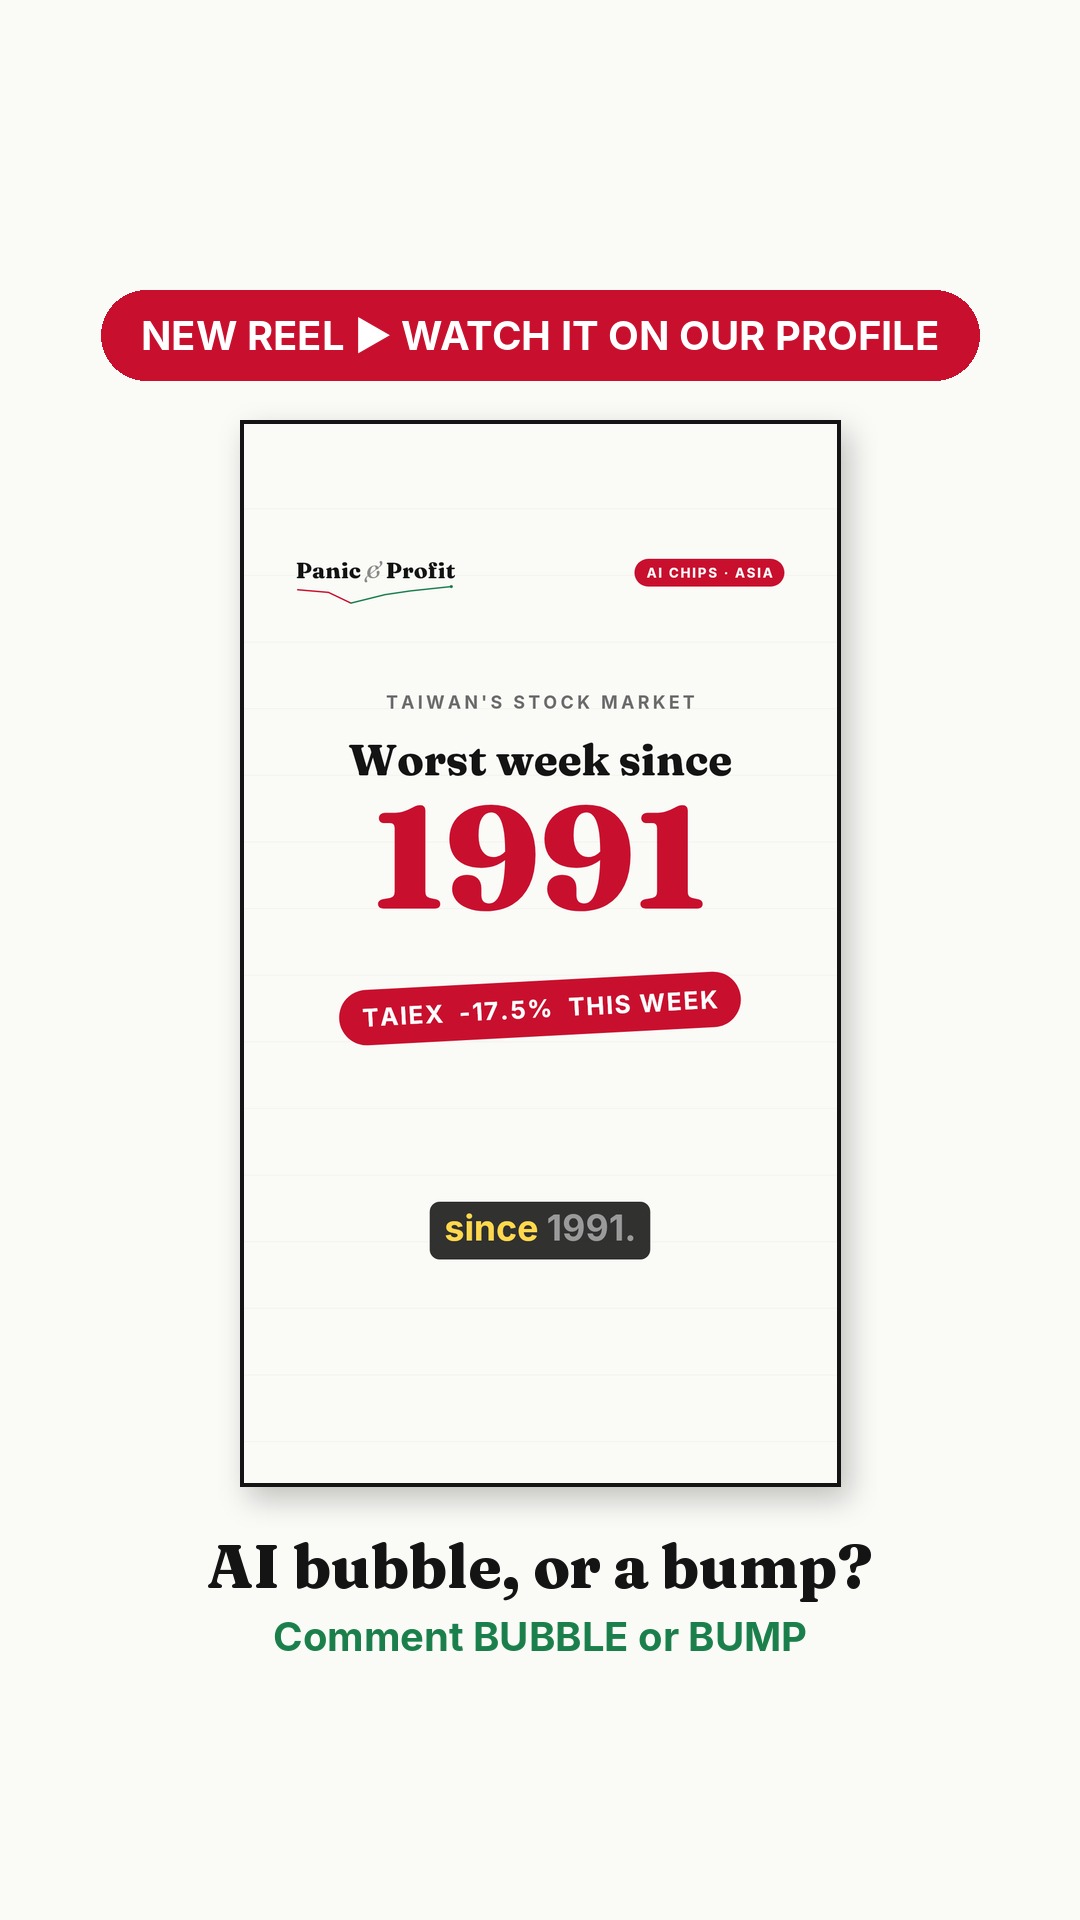 NEW REEL ▶ WATCH IT ON OUR PROFILE
Panic & Profit
AI CHIPS · ASIA
TAIWAN'S STOCK MARKET
Worst week since
1991
TAIEX -17.5% THIS WEEK
since 1991.
AI bubble, or a bump?
Comment BUBBLE or BUMP